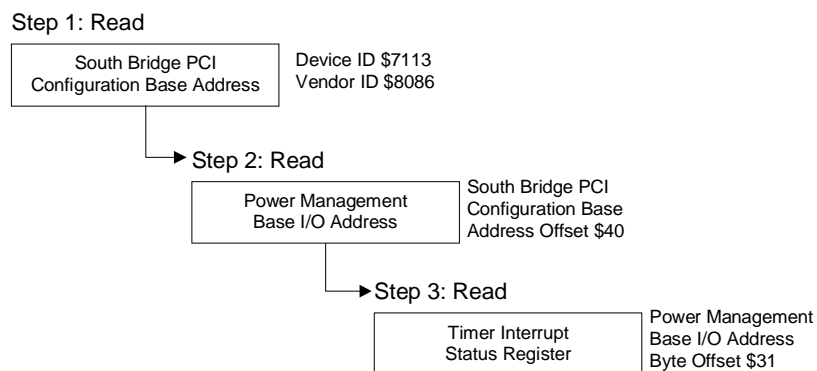 Step 1: Read
South Bridge PCI
Configuration Base Address
Device ID $7113
Vendor ID $8086
Step 2: Read
Power Management
Base I/O Address
South Bridge PCI
Configuration Base
Address Offset $40
Step 3: Read
Timer Interrupt
Status Register
Power Management
Base I/O Address
Byte Offset $31